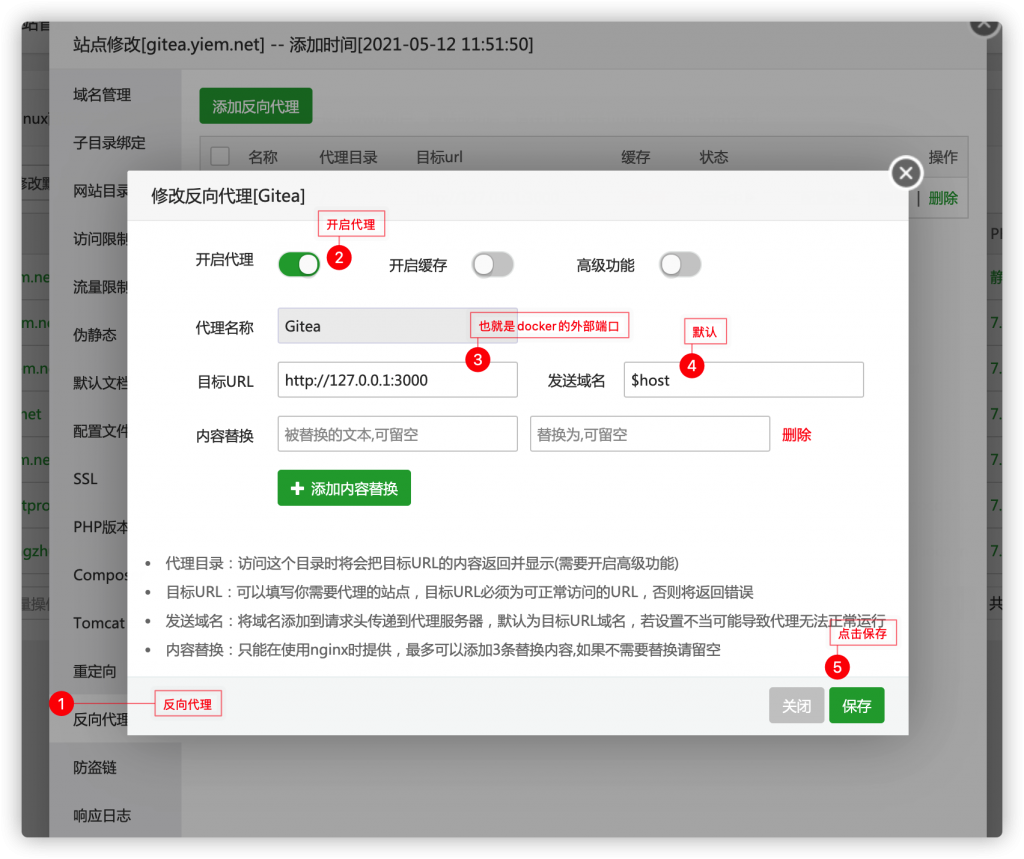 站点修改[gitea.yiem.net] -- 添加时间[2021-05-12 11:51:50]
域名管理
添加反向代理
nux
子目录绑定
名称 代理目录 目标url 缓存 状态 操作
网站目录
修改反向代理[Gitea]
| 删除
开启代理
访问限制
开启代理 2 开启缓存 高级功能
流量限制
m.ne
代理名称 Gitea 也就是docker的外部端口 默认
伪静态
m.n
7.
3 4
目标URL http://127.0.0.1:3000 发送域名 $host
默认文档
om.n
7.
net
7.
配置文件
内容替换 被替换的文本,可留空 替换为,可留空 删除
m.ne
7.
SSL
添加内容替换
tpro
7.
PHP版本
gzh
7.
代理目录：访问这个目录时将会把目标URL的内容返回并显示(需要开启高级功能)
Compos
目标URL：可以填写你需要代理的站点，目标URL必须为可正常访问的URL，否则将返回错误
量操作
共
发送域名：将域名添加到请求头传递到代理服务器，默认为目标URL域名，若设置不当可能导致代理无法正常运行
Tomcat
点击保存
内容替换：只能在使用nginx时提供，最多可以添加3条替换内容,如果不需要替换请留空
重定向
5
1 反向代理
关闭 保存
反向代理
防盗链
响应日志